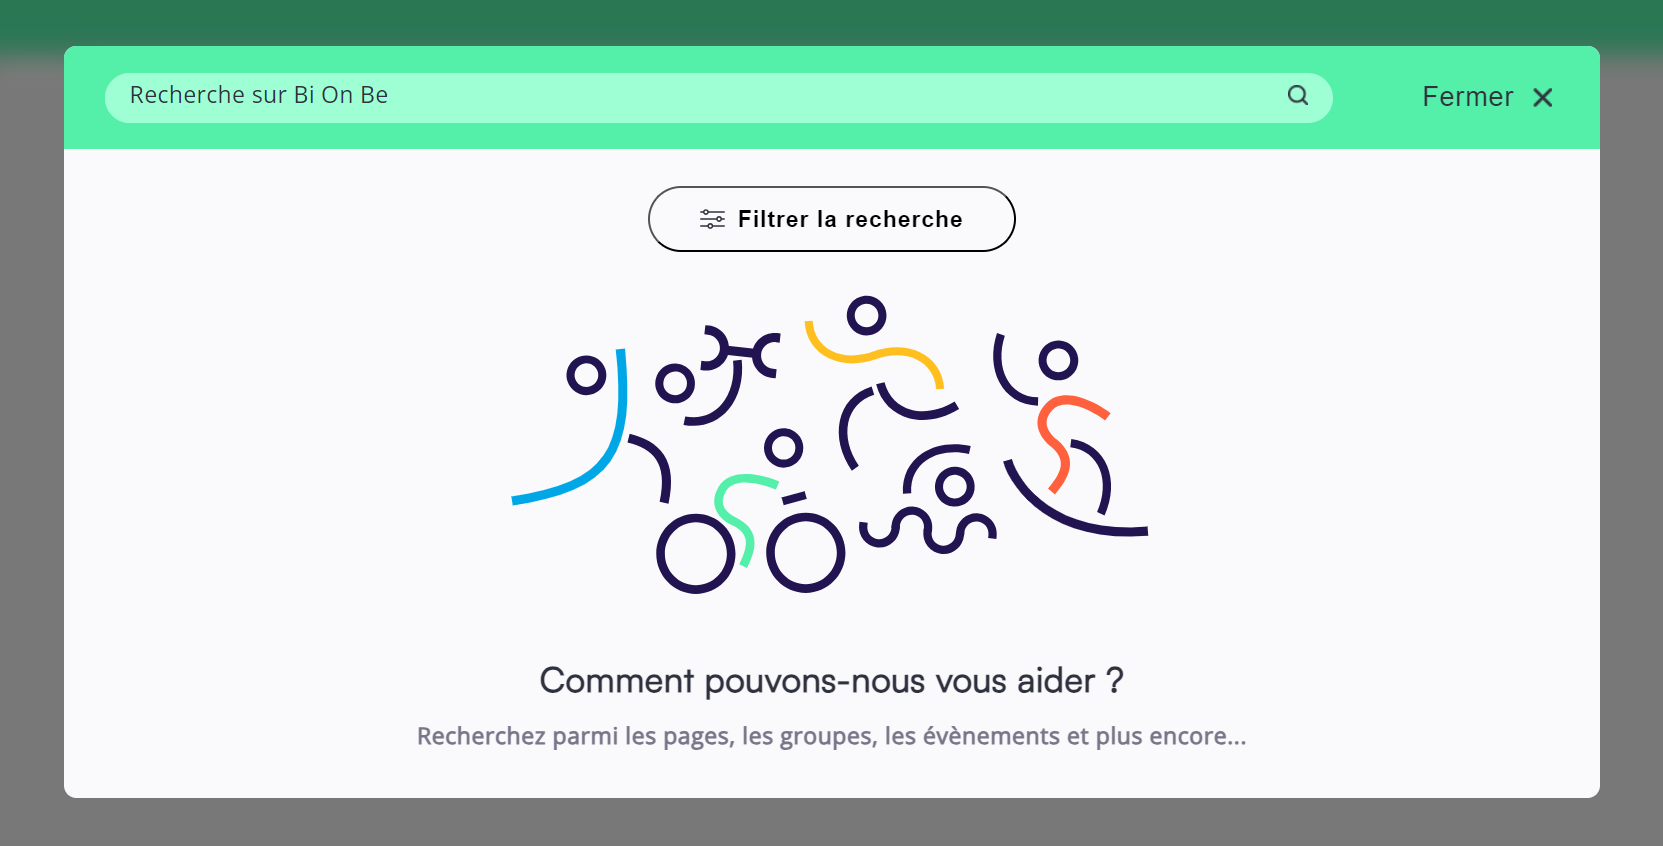 Recherche sur Bi On Be
Fermer
Filtrer la recherche
Comment pouvons-nous vous aider ?
Recherchez parmi les pages, les groupes, les évènements et plus encore...